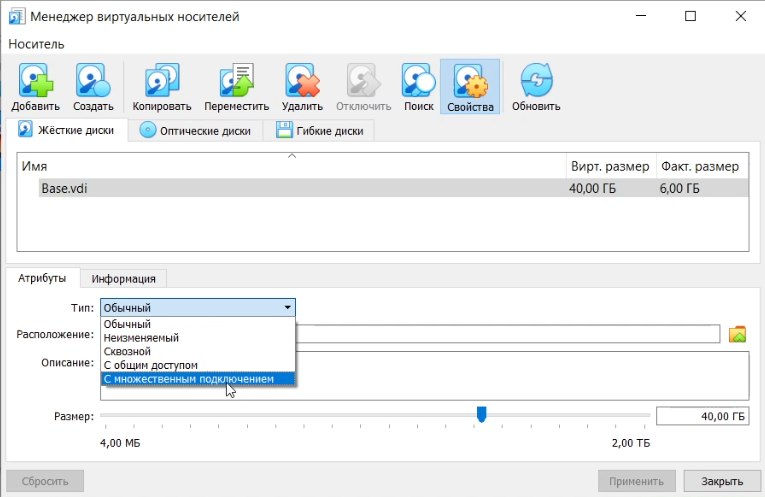 Менеджер виртуальных носителей
Носитель
Добавить Создать Копировать Переместить Удалить Отключить Поиск Свойства Обновить
Жёсткие диски Оптические диски Гибкие диски
Имя Вирт. размер Факт. размер
Base.vdi 40,00 ГБ 6,00 ГБ
Атрибуты Информация
Тип: Обычный
Обычный
Неизменяемый
Расположение:
Сквозной
С общим доступом
Описание:
С множественным подключением
Размер: 40,00 ГБ
4,00 МБ 2,00 ТБ
Сбросить Применить Закрыть